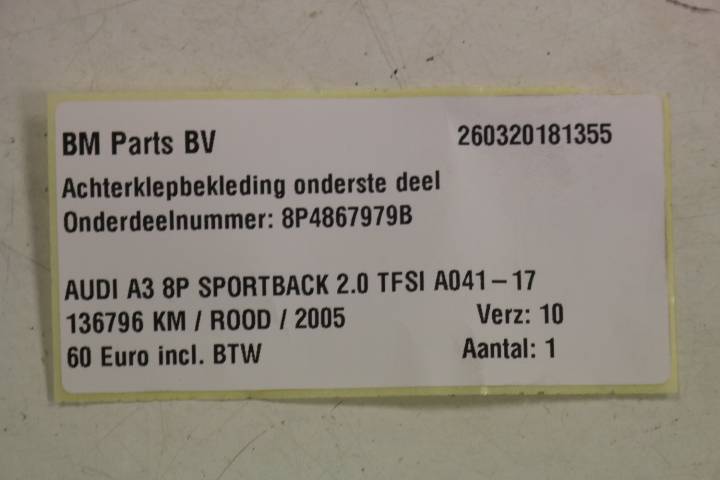 BM Parts BV 260320181355
Achterklepbekleding onderste deel
Onderdeelnummer: 8P4867979B
AUDI A3 8P SPORTBACK 2.0 TFSI A041-17
136796 KM / ROOD / 2005 Verz: 10
60 Euro incl. BTW Aantal: 1